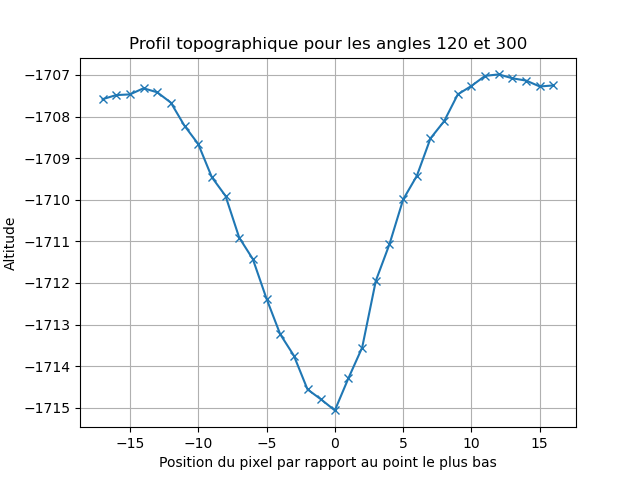 Profil topographique pour les angles 120 et 300
Altitude
−1707
−1708
−1709
−1710
−1711
−1712
−1713
−1714
−1715
−15 −10 −5 0 5 10 15
Position du pixel par rapport au point le plus bas